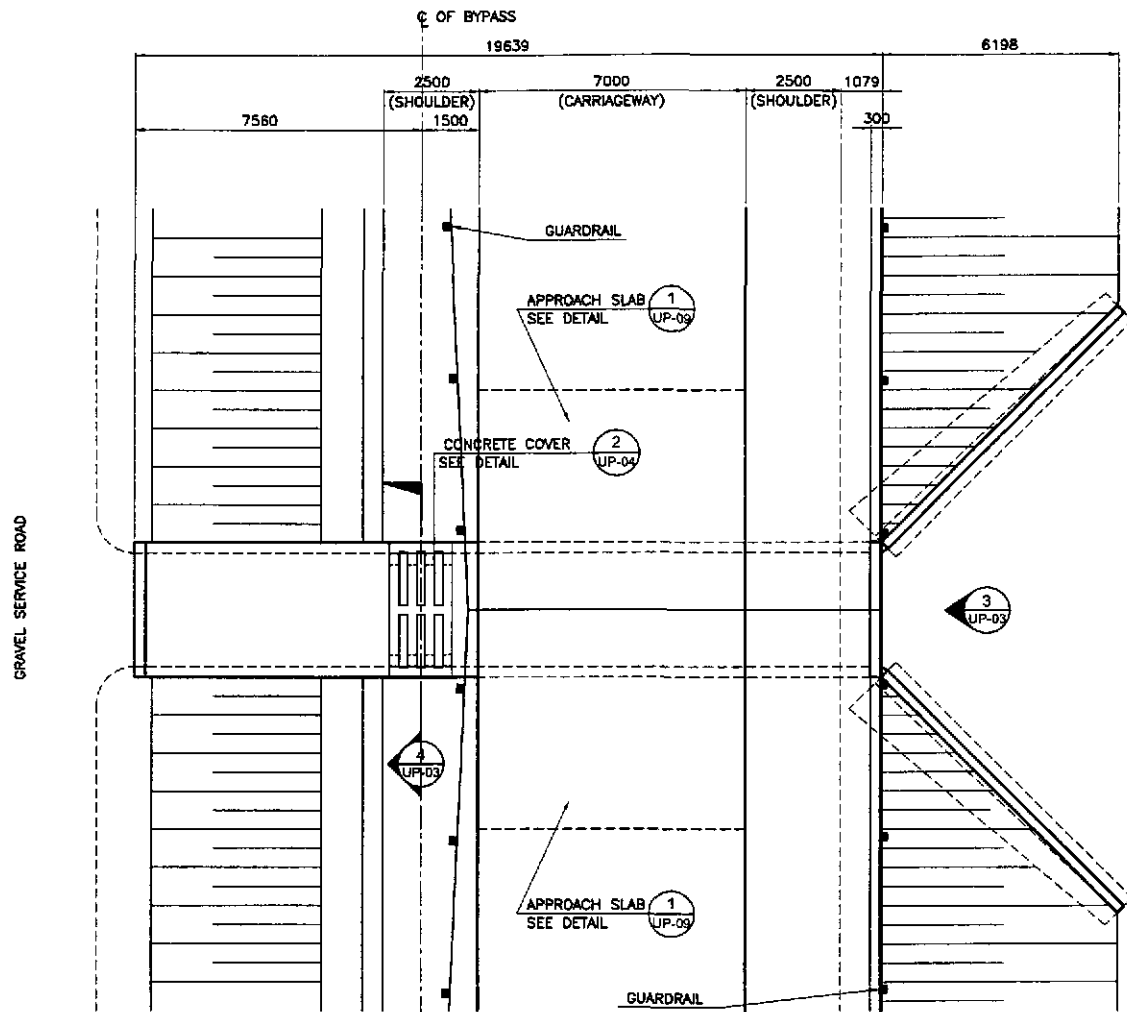 ℄ OF BYPASS
19639
6198
2500
(SHOULDER)
7000
(CARRIAGEWAY)
2500
(SHOULDER)
1079
7560
1500
300
GUARDRAIL
APPROACH SLAB
SEE DETAIL
1
UP-09
CONCRETE COVER
SEE DETAIL
2
UP-04
GRAVEL SERVICE ROAD
3
UP-03
4
UP-03
APPROACH SLAB
SEE DETAIL
1
UP-09
GUARDRAIL